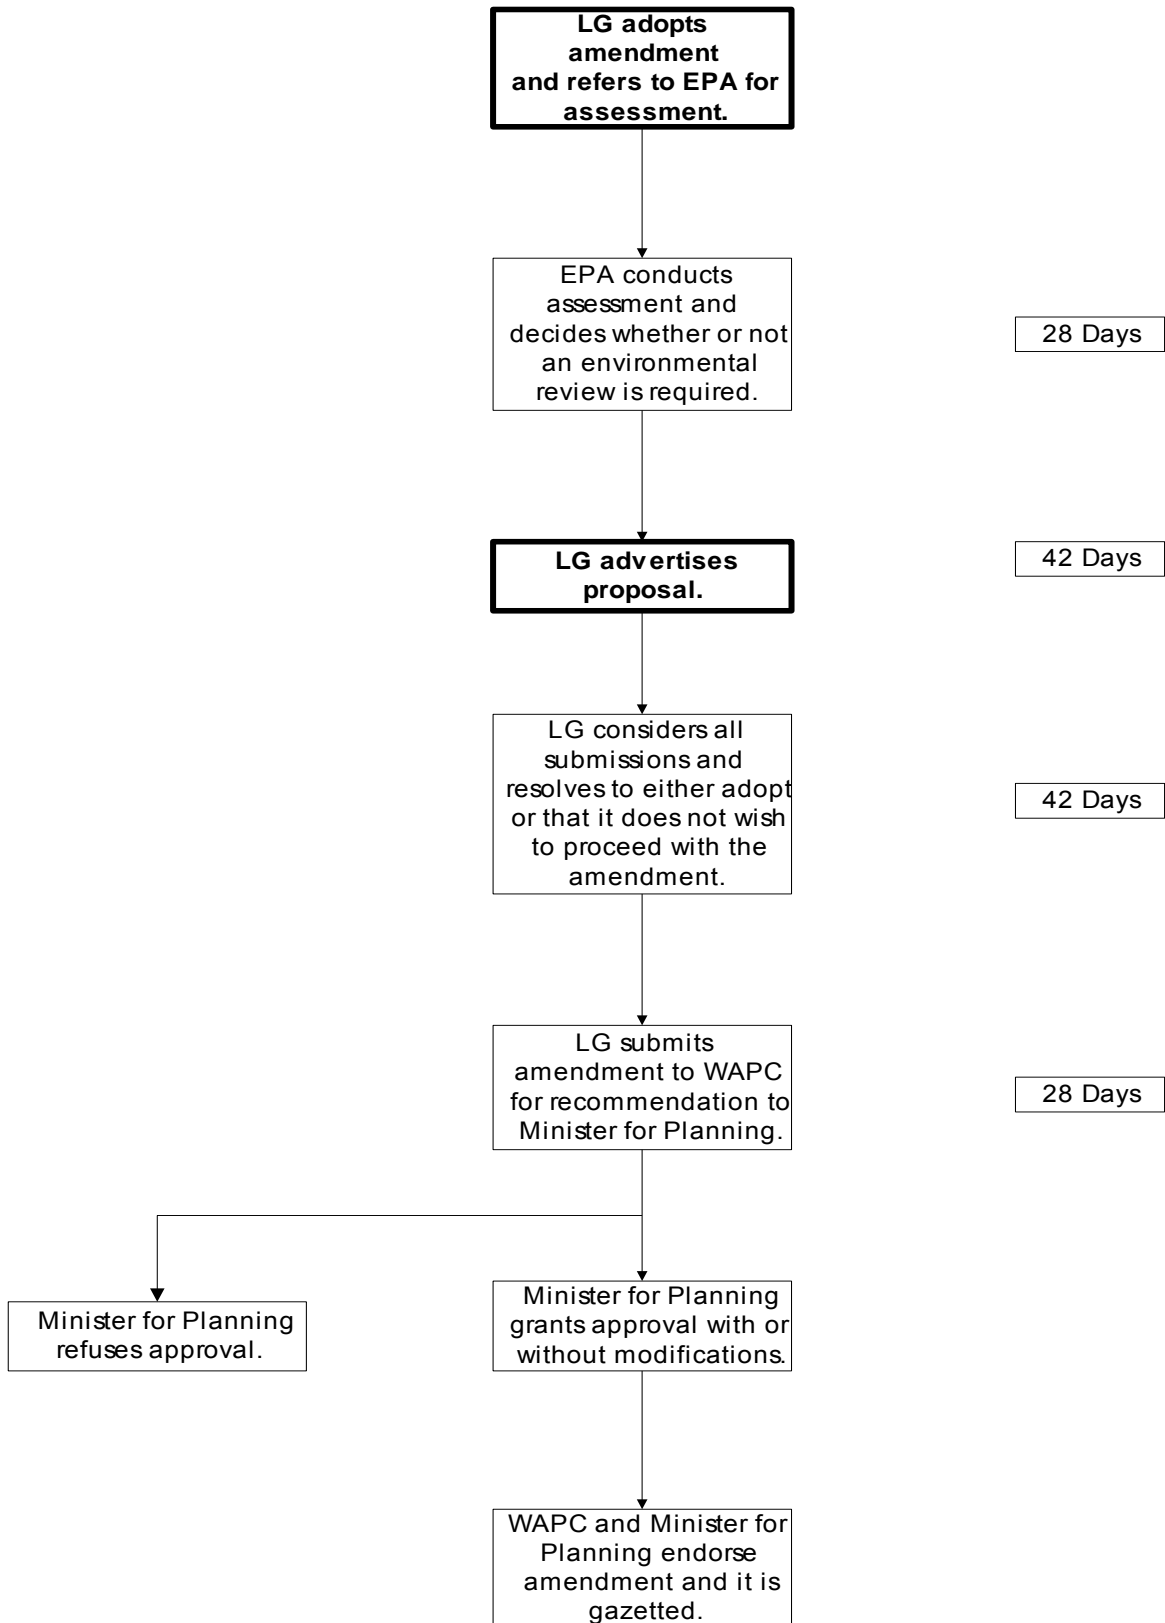 LG adopts
amendment
and refers to EPA for
assessment.
EPA conducts
assessment and
decides whether or not
an environmental
review is required.
28 Days
LG advertises
proposal.
42 Days
LG considers all
submissions and
resolves to either adopt
or that it does not wish
to proceed with the
amendment.
42 Days
LG submits
amendment to WAPC
for recommendation to
Minister for Planning.
28 Days
Minister for Planning
refuses approval.
Minister for Planning
grants approval with or
without modifications.
WAPC and Minister for
Planning endorse
amendment and it is
gazetted.